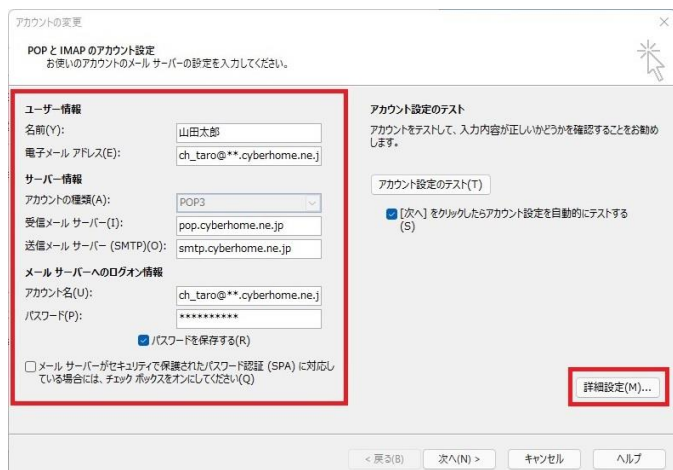 アカウントの変更
POP と IMAP のアカウント設定
お使いのアカウントのメール サーバーの設定を入力してください。
ユーザー情報
名前(Y):
山田太郎
電子メール アドレス(E):
ch_taro@**.cyberhome.ne.j
サーバー情報
アカウントの種類(A):
POP3
受信メール サーバー(I):
pop.cyberhome.ne.jp
送信メール サーバー (SMTP)(O):
smtp.cyberhome.ne.jp
メール サーバーへのログオン情報
アカウント名(U):
ch_taro@**.cyberhome.ne.j
パスワード(P):
**********
パスワードを保存する(R)
メール サーバーがセキュリティで保護されたパスワード認証 (SPA) に対応し
ている場合には、チェック ボックスをオンにしてください(Q)
アカウント設定のテスト
アカウントをテストして、入力内容が正しいかどうかを確認することをお勧め
します。
アカウント設定のテスト(T)
[次へ] をクリックしたらアカウント設定を自動的にテストする
(S)
詳細設定(M)...
< 戻る(B)
次へ(N) >
キャンセル
ヘルプ